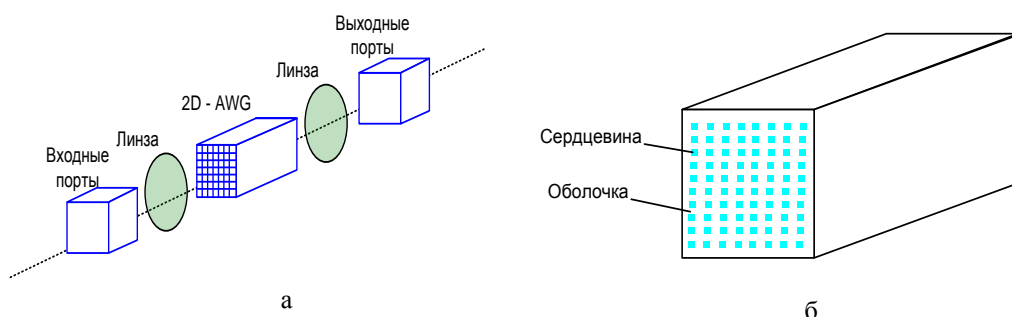 Входные
порты
Линза
2D - AWG
Линза
Выходные
порты
а
Сердцевина
Оболочка
б